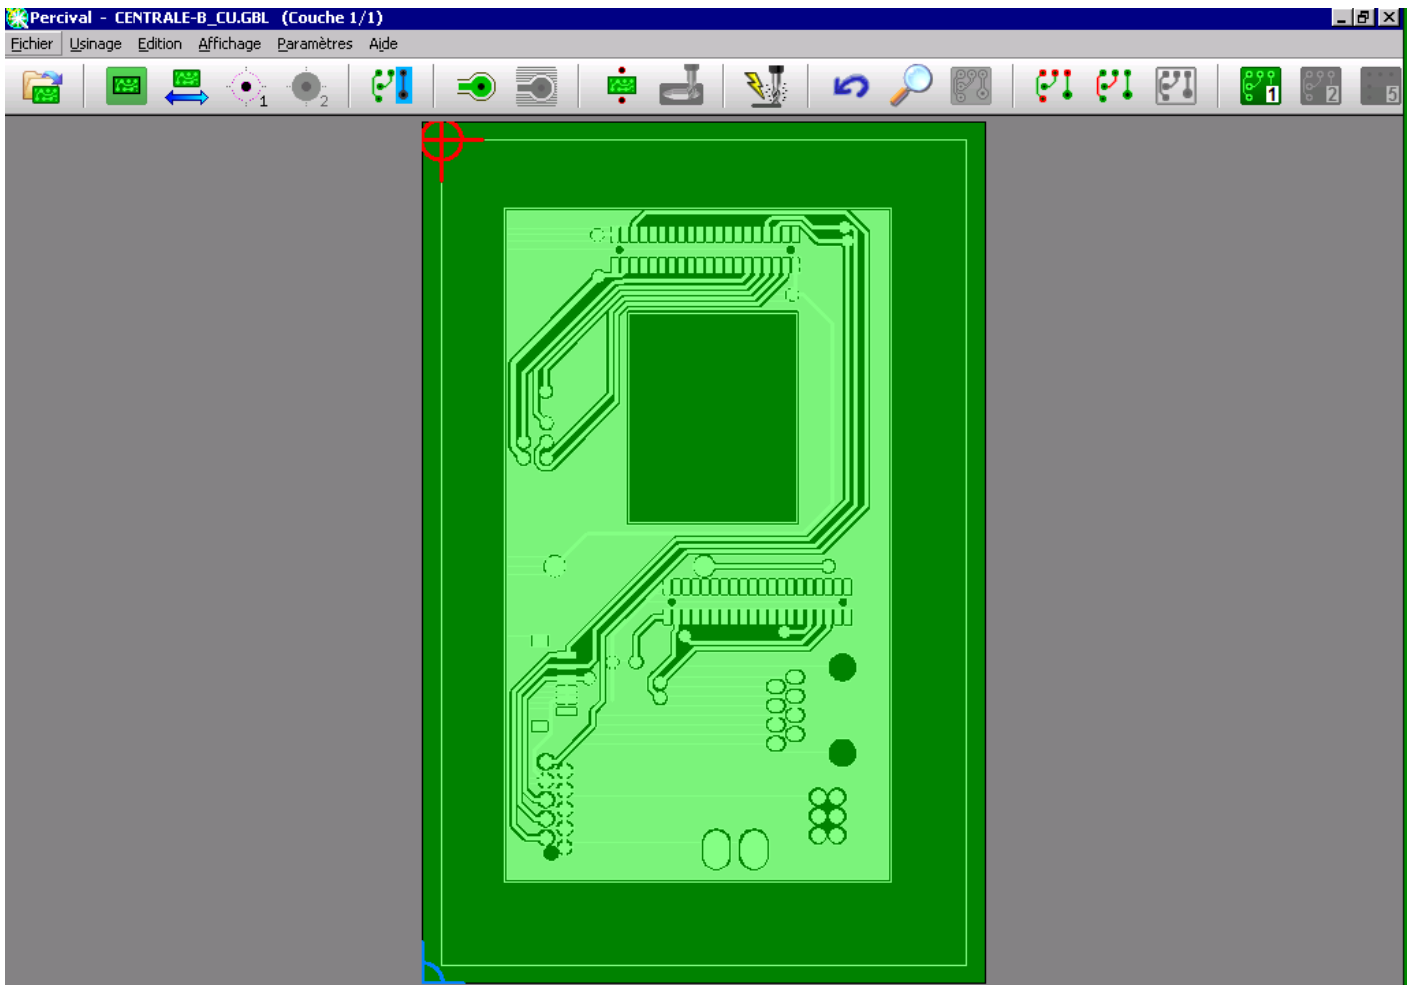 Percival - CENTRALE-B_CU.GBL (Couche 1/1)
Fichier Usinage Edition Affichage Paramètres Aide
1 2 1 2 5